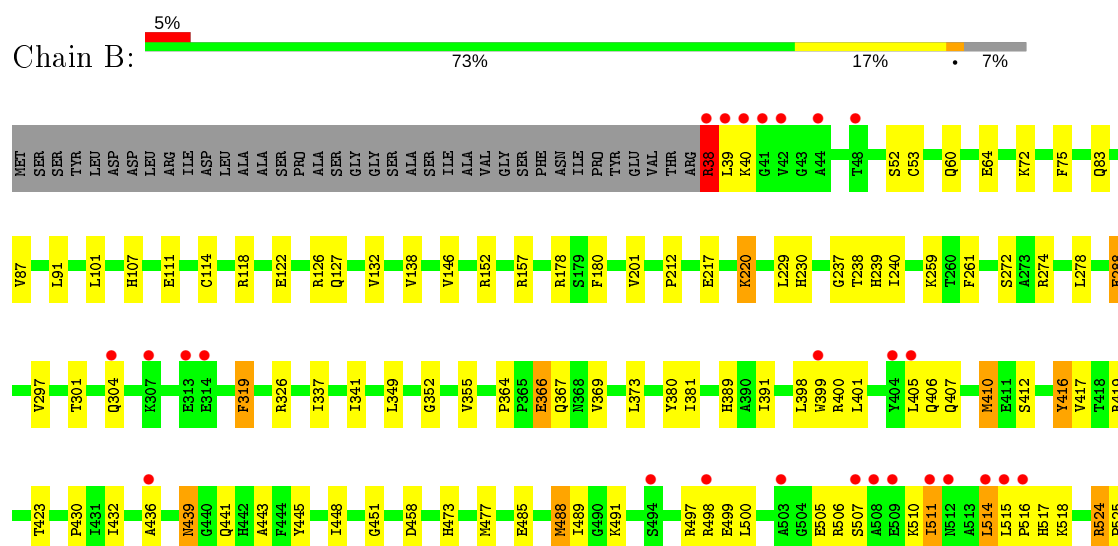 5%
Chain B:
73% 17% • 7%
MET SER SER TYR LEU ASP ASP LEU ARG ILE ASP LEU ALA ALA SER PRO ALA SER GLY GLY SER ALA SER ILE ALA VAL GLY SER PHE ASN ILE PRO TYR GLU VAL THR ARG R38 L39 K40 G41 V42 G43 A44 T48 S52 C53 Q60 E64 K72 F75 Q83
V87 L91 L101 H107 E111 C114 R118 E122 R126 Q127 V132 V138 V146 R152 R157 R178 S179 F180 V201 P212 E217 K220 L229 H230 G237 T238 H239 I240 K259 T260 F261 S272 A273 R274 L278
V297 T301 Q304 K307 E313 E314 F319 R326 I337 I341 L349 G352 V355 P364 P365 E366 Q367 N368 V369 L373 Y380 I381 H389 A390 I391 L398 W399 R400 L401 Y404 L405 Q406 Q407 M410 E411 S412 Y416 V417 T418
T423 P430 I431 I432 A436 N439 G440 Q441 H442 A443 F444 Y445 I448 G451 D458 H473 M477 E485 M488 I489 G490 K491 S494 R497 R498 E499 L500 A503 G504 E505 R506 S507 A508 E509 K510 I511 N512 A513 L514 L515 P516 H517 K518 R524